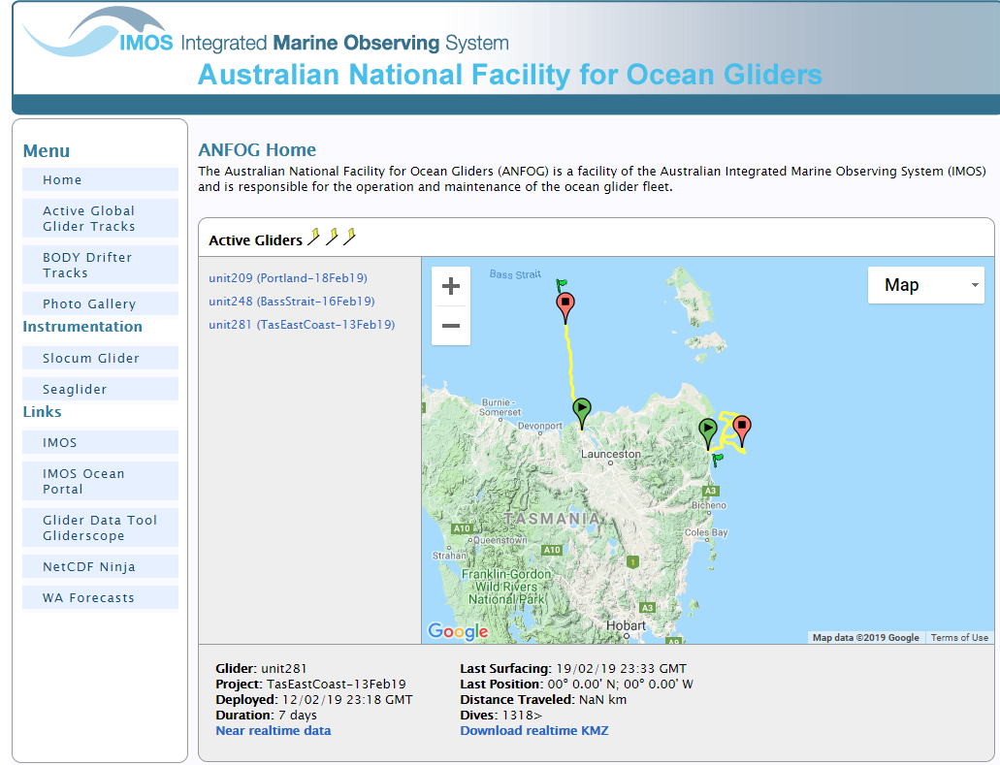 IMOS Integrated Marine Observing System
Australian National Facility for Ocean Gliders
Menu
Home
Active Global
Glider Tracks
BODY Drifter
Tracks
Photo Gallery
Instrumentation
Slocum Glider
Seaglider
Links
IMOS
IMOS Ocean
Portal
Glider Data Tool
Gliderscope
NetCDF Ninja
WA Forecasts
ANFOG Home
The Australian National Facility for Ocean Gliders (ANFOG) is a facility of the Australian Integrated Marine Observing System (IMOS)
and is responsible for the operation and maintenance of the ocean glider fleet.
Active Gliders
unit209 (Portland-18Feb19)
unit248 (BassStrait-16Feb19)
unit281 (TasEastCoast-13Feb19)
+
−
Bass Strait
Map
Burnie -
Somerset
Devonport
Launceston
A3
Bicheno
TASMANIA
A10
Queenstown
Coles Bay
Strahan
A10
1
Franklin-Gordon
Wild Rivers
National Park
A3
Hobart
A9
Google
Map data ©2019 Google
Terms of Use
Glider: unit281
Project: TasEastCoast-13Feb19
Deployed: 12/02/19 23:18 GMT
Duration: 7 days
Near realtime data
Last Surfacing: 19/02/19 23:33 GMT
Last Position: 00° 0.00' N; 00° 0.00' W
Distance Traveled: NaN km
Dives: 1318>
Download realtime KMZ